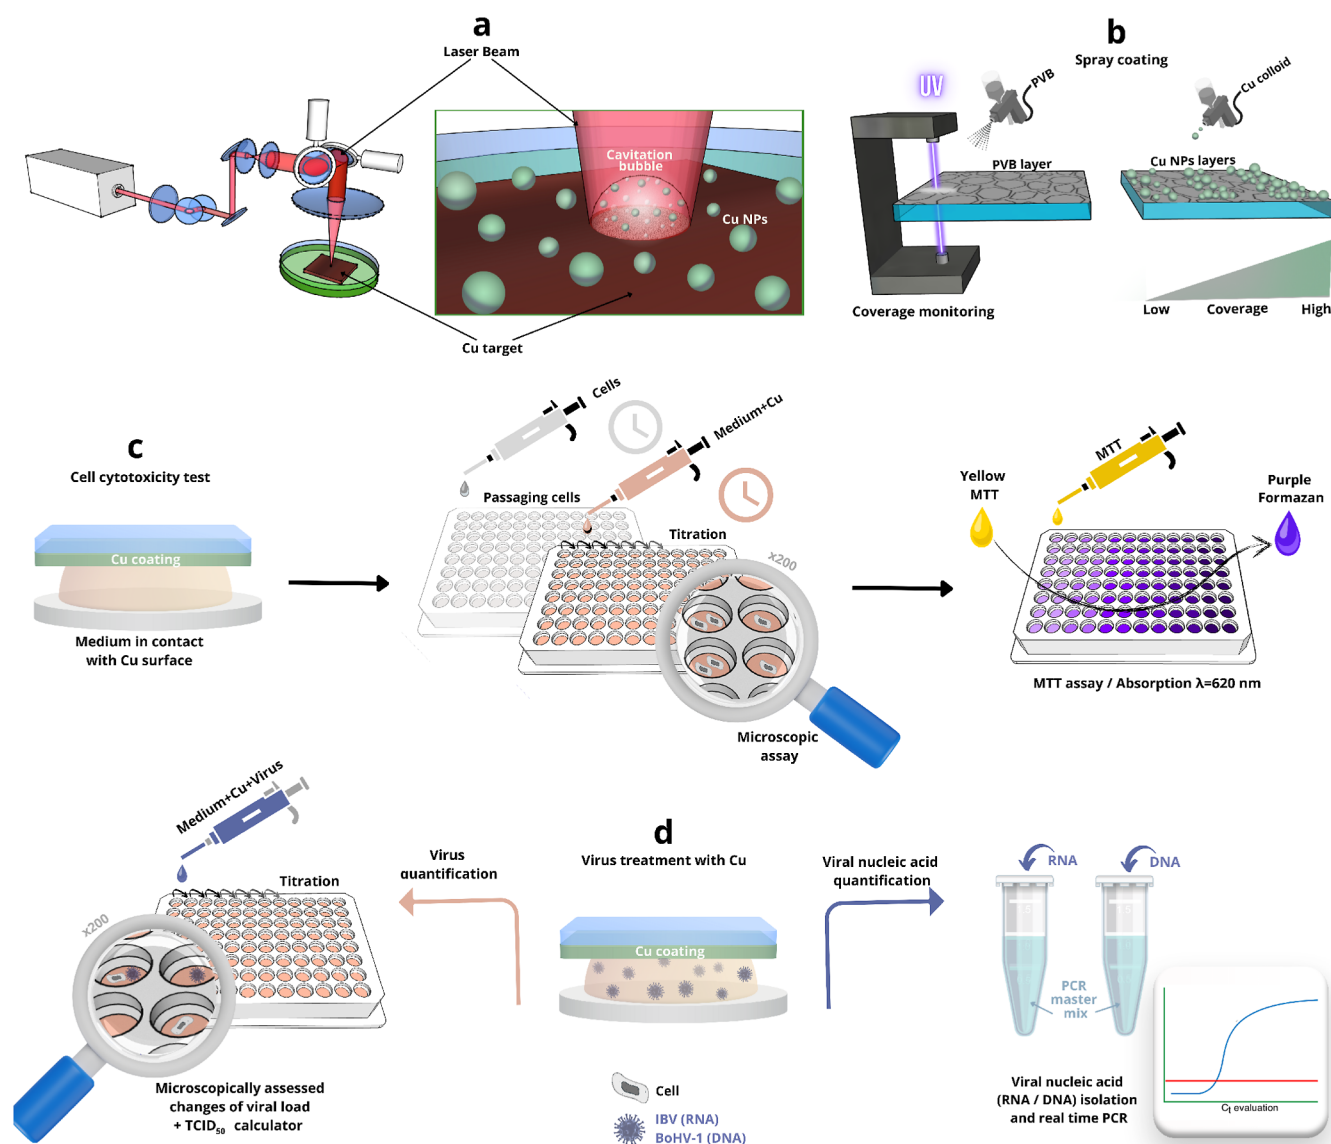 a
Laser Beam
Cavitation
bubble
Cu NPs
Cu target
b
Spray coating
UV
PVB
Cu colloid
PVB layer
Cu NPs layers
Coverage monitoring
Low
Coverage
High
c
Cell cytotoxicity test
Cu coating
Medium in contact
with Cu surface
Cells
Medium+Cu
Passaging cells
Titration
x200
Microscopic
assay
MTT
Yellow
MTT
Purple
Formazan
MTT assay / Absorption λ=620 nm
Medium+Cu+Virus
Titration
x200
Microscopically assessed
changes of viral load
+ TCID50 calculator
Virus
quantification
d
Virus treatment with Cu
Cu coating
Cell
IBV (RNA)
BoHV-1 (DNA)
Viral nucleic acid
quantification
RNA
DNA
PCR
master
mix
Viral nucleic acid
(RNA / DNA) isolation
and real time PCR
Ct evaluation